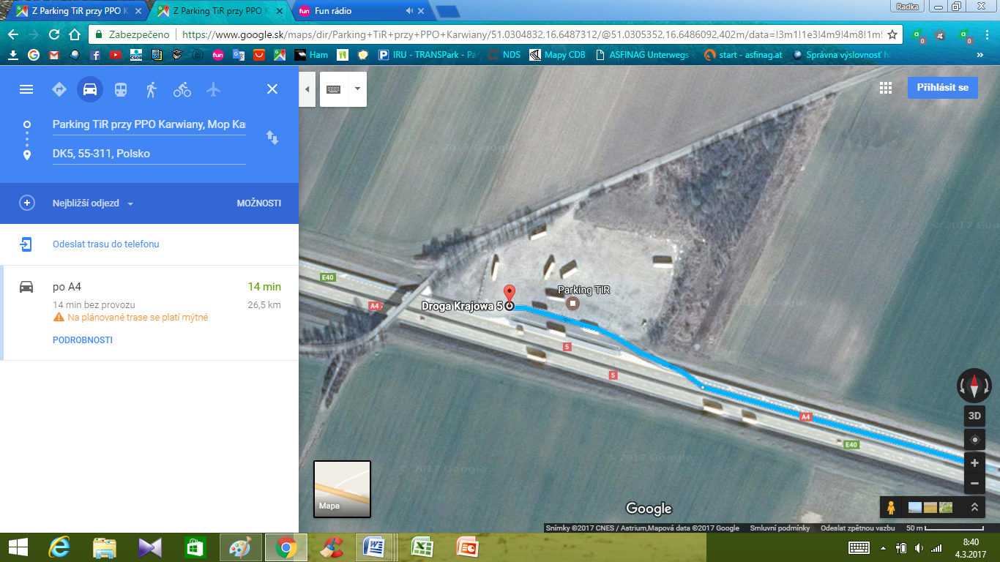 Z Parking TiR przy PPO K
Z Parking TiR przy PPO K
Fun rádio
Radka
Zabezpečeno
https://www.google.sk/maps/dir/Parking+TiR+przy+PPO+Karwiany/51.0304832,16.6487312/@51.0305352,16.6486092,402m/data=!3m1!1e3!4m9!4m8!1m5
Ham
IRU - TRANSPark - Pa
NDS
Mapy CDB
ASFINAG Unterwegs
start - asfinag.at
Správna výslovnosť h
»
Parking TiR przy PPO Karwiany, Mop Ka
DK5, 55-311, Polsko
Nejbližší odjezd
MOŽNOSTI
Odeslat trasu do telefonu
po A4
14 min
14 min bez provozu
26,5 km
Na plánované trase se platí mýtné
PODROBNOSTI
Přihlásit se
E40
A4
Droga Krajowa 5
Parking TIR
5
5
A4
E40
3D
Mapa
Google
Snímky ©2017 CNES / Astrium,Mapová data ©2017 Google
Smluvní podmínky
Odeslat zpětnou vazbu
50 m
8:40
4.3.2017